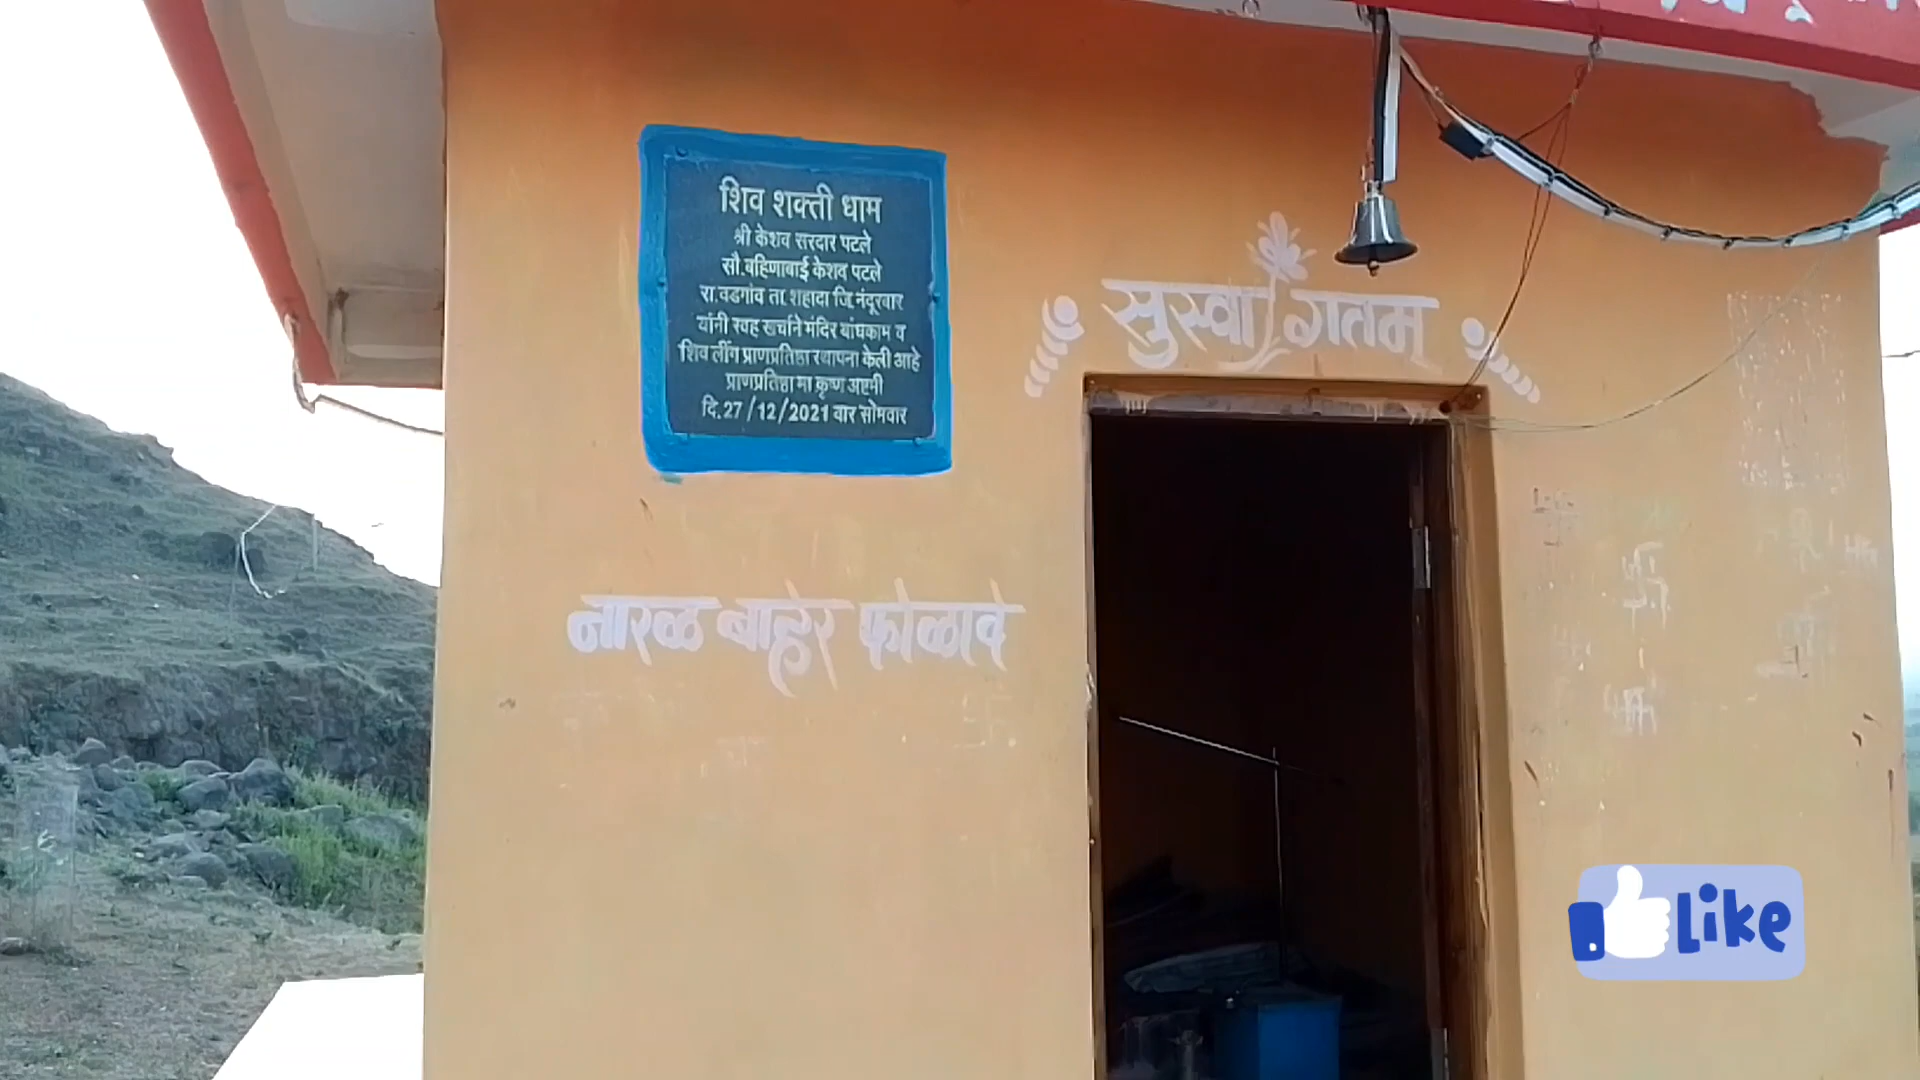 शिव शक्ती धाम
श्री केशव सरदार पटले
सौ.बहिणाबाई केशव पटले
रा.वडगांव ता.शहादा जि.नंदूरबार
यांनी स्वह खर्चाने मंदिर बांधकाम व
शिव लींग प्राणप्रतिष्ठा स्थापना केली आहे
प्राणप्रतिष्ठा मा कृष्ण अष्टमी
दि.27/12/2021 वार सोमवार
सुस्वागतम्
नारळ बाहेर फोळावे
Like